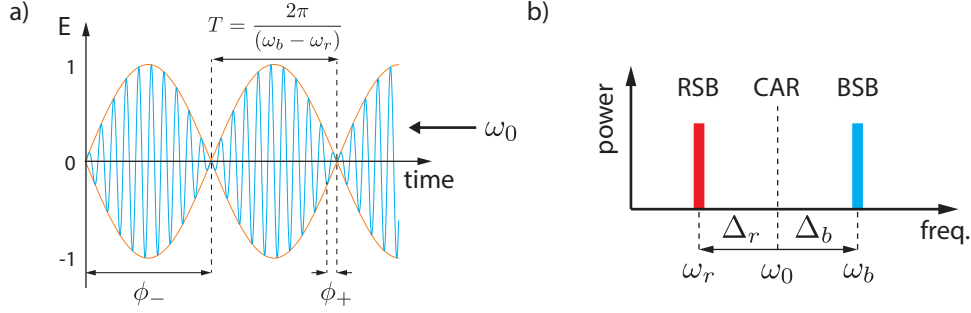 a)
E
T = 2π / (ω_b − ω_r)
1
0
-1
ω_0
time
ϕ_−
ϕ_+
b)
power
RSB CAR BSB
Δ_r Δ_b
freq.
ω_r ω_0 ω_b